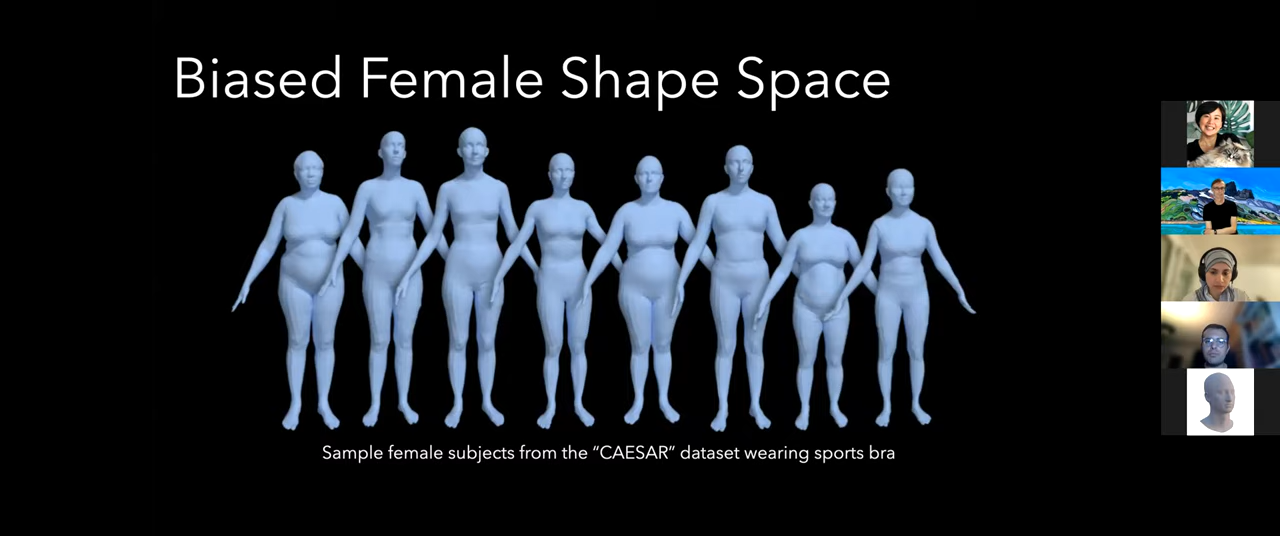 Biased Female Shape Space
Sample female subjects from the “CAESAR” dataset wearing sports bra